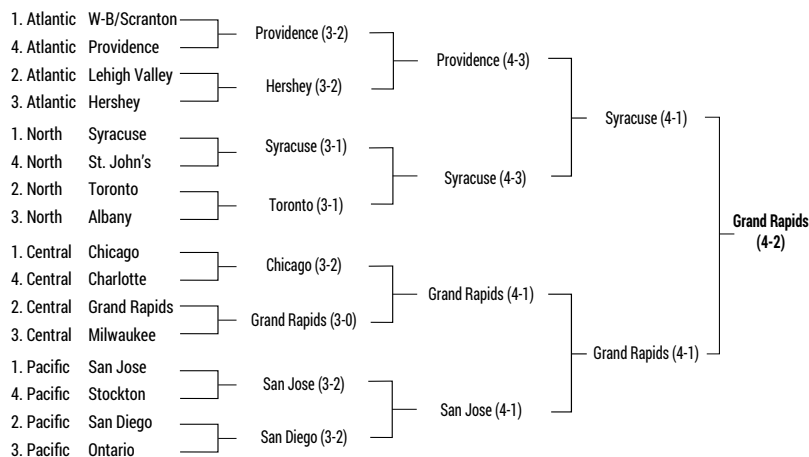 1. Atlantic W-B/Scranton
4. Atlantic Providence
2. Atlantic Lehigh Valley
3. Atlantic Hershey
1. North Syracuse
4. North St. John's
2. North Toronto
3. North Albany
1. Central Chicago
4. Central Charlotte
2. Central Grand Rapids
3. Central Milwaukee
1. Pacific San Jose
4. Pacific Stockton
2. Pacific San Diego
3. Pacific Ontario
Providence (3-2)
Hershey (3-2)
Syracuse (3-1)
Toronto (3-1)
Chicago (3-2)
Grand Rapids (3-0)
San Jose (3-2)
San Diego (3-2)
Providence (4-3)
Syracuse (4-3)
Grand Rapids (4-1)
San Jose (4-1)
Syracuse (4-1)
Grand Rapids (4-1)
Grand Rapids
(4-2)